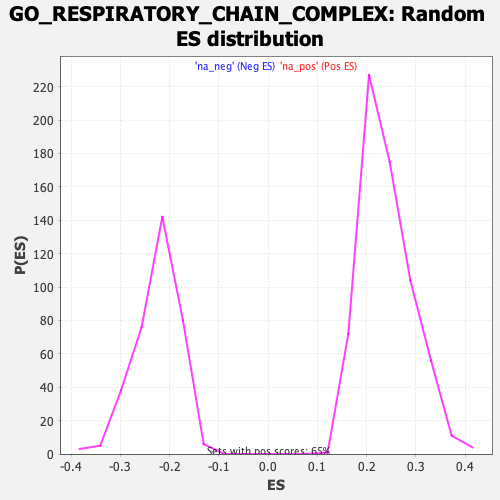 GO_RESPIRATORY_CHAIN_COMPLEX: Random
ES distribution
'na_neg' (Neg ES) 'na_pos' (Pos ES)
220
200
180
160
140
120
100
80
60
40
20
0
P(ES)
Sets with pos scores: 65%
-0.4 -0.3 -0.2 -0.1 0.0 0.1 0.2 0.3 0.4
ES